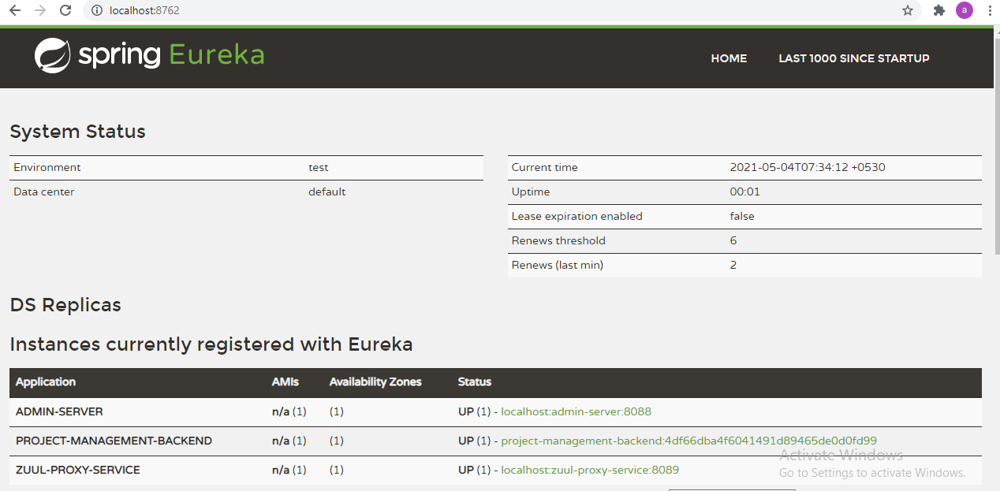 localhost:8762
a
spring Eureka
HOME LAST 1000 SINCE STARTUP
System Status
Environment test
Data center default
Current time 2021-05-04T07:34:12 +0530
Uptime 00:01
Lease expiration enabled false
Renews threshold 6
Renews (last min) 2
DS Replicas
Instances currently registered with Eureka
Application AMIs Availability Zones Status
ADMIN-SERVER n/a (1) (1) UP (1) - localhost:admin-server:8088
PROJECT-MANAGEMENT-BACKEND n/a (1) (1) UP (1) - project-management-backend:4df66dba4f6041491d89465de0d0fd99
ZUUL-PROXY-SERVICE n/a (1) (1) UP (1) - localhost:zuul-proxy-service:8089
Activate Windows
Go to Settings to activate Windows.